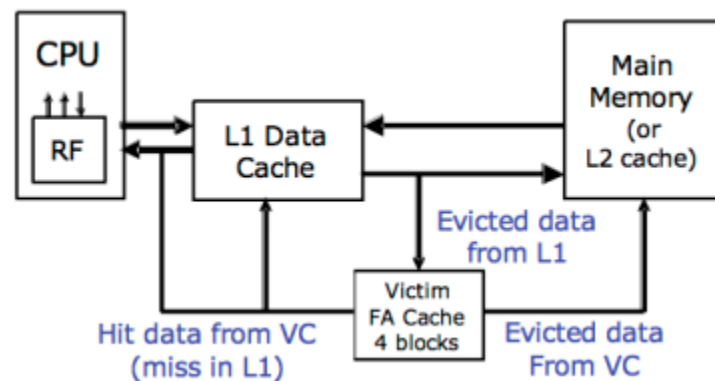 CPU
RF
L1 Data
Cache
Main
Memory
(or
L2 cache)
Evicted data
from L1
Victim
FA Cache
4 blocks
Hit data from VC
(miss in L1)
Evicted data
From VC